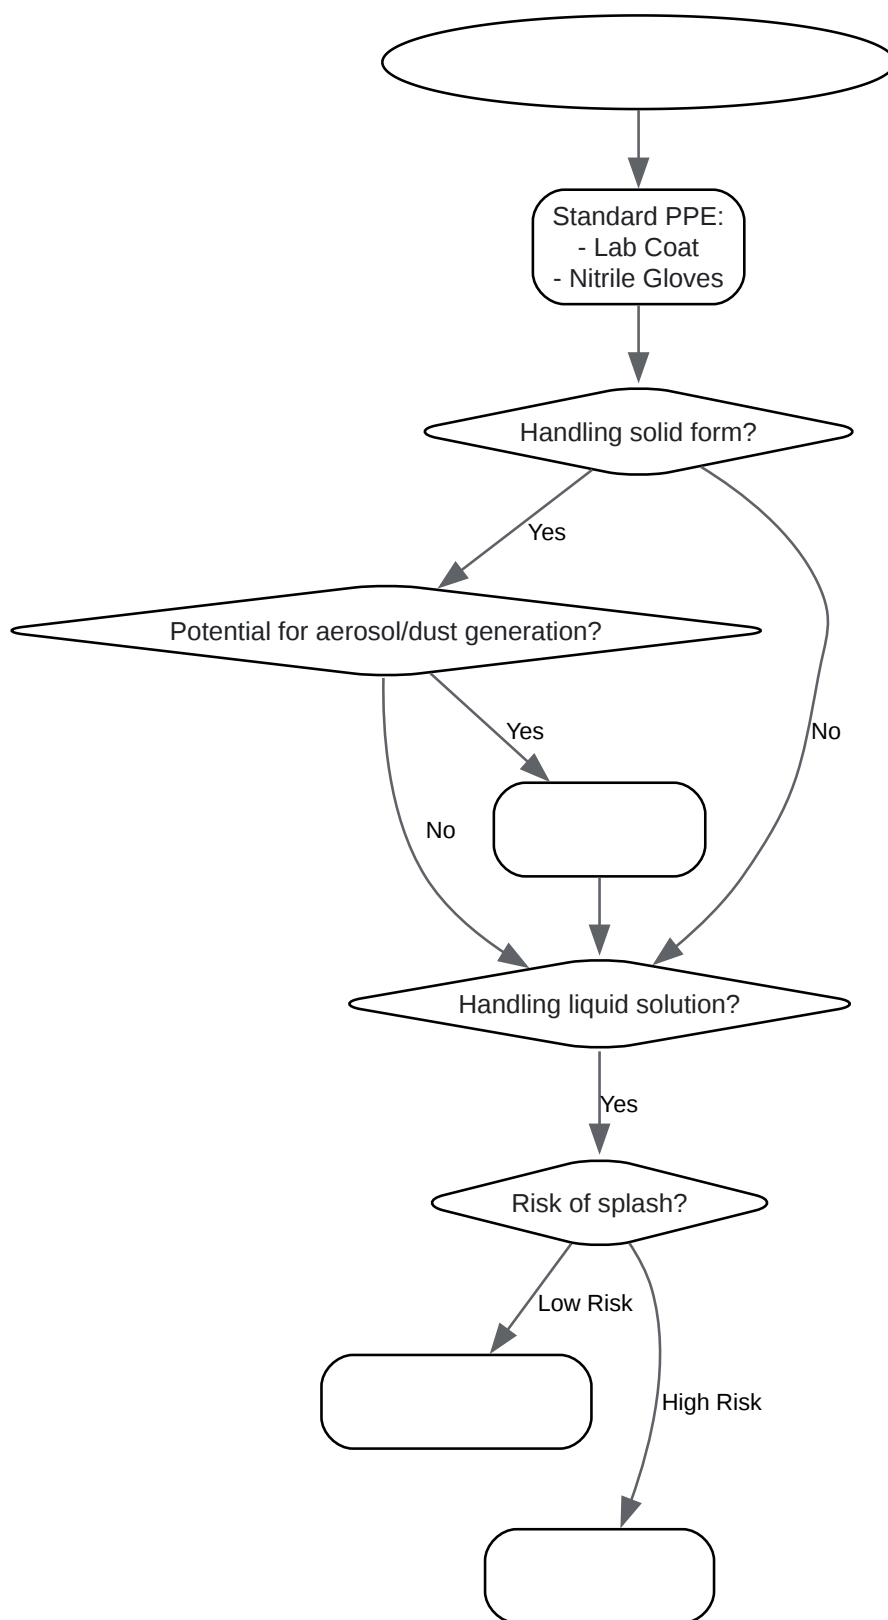 Standard PPE:
- Lab Coat
- Nitrile Gloves
Handling solid form?
Yes
Potential for aerosol/dust generation?
Yes
No
No
Handling liquid solution?
Yes
Risk of splash?
Low Risk
High Risk